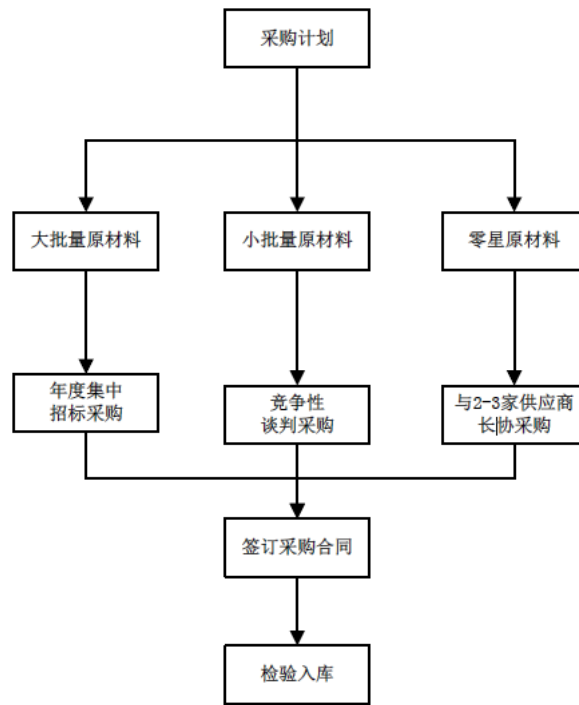 采购计划
大批量原材料
小批量原材料
零星原材料
年度集中
招标采购
竞争性
谈判采购
与2-3家供应商
长协采购
签订采购合同
检验入库